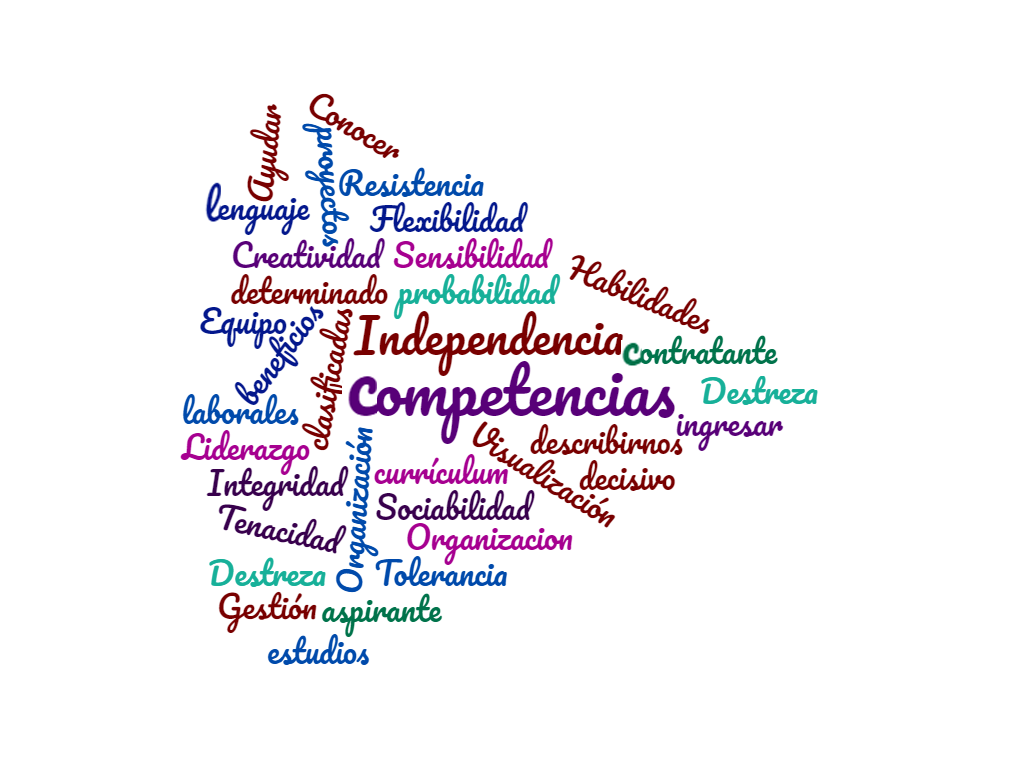 Conocer
Ayudar
proyectos
Resistencia
lenguaje
Flexibilidad
Creatividad
Sensibilidad
Habilidades
determinado
probabilidad
Equipo
beneficios
clasificadas
Independencia
contratante
Competencias
Destreza
laborales
ingresar
Liderazgo
Visualización
describirnos
Organización
currículum
decisivo
Integridad
Sociabilidad
Tenacidad
Organizacion
Destreza
Tolerancia
Gestión
aspirante
estudios